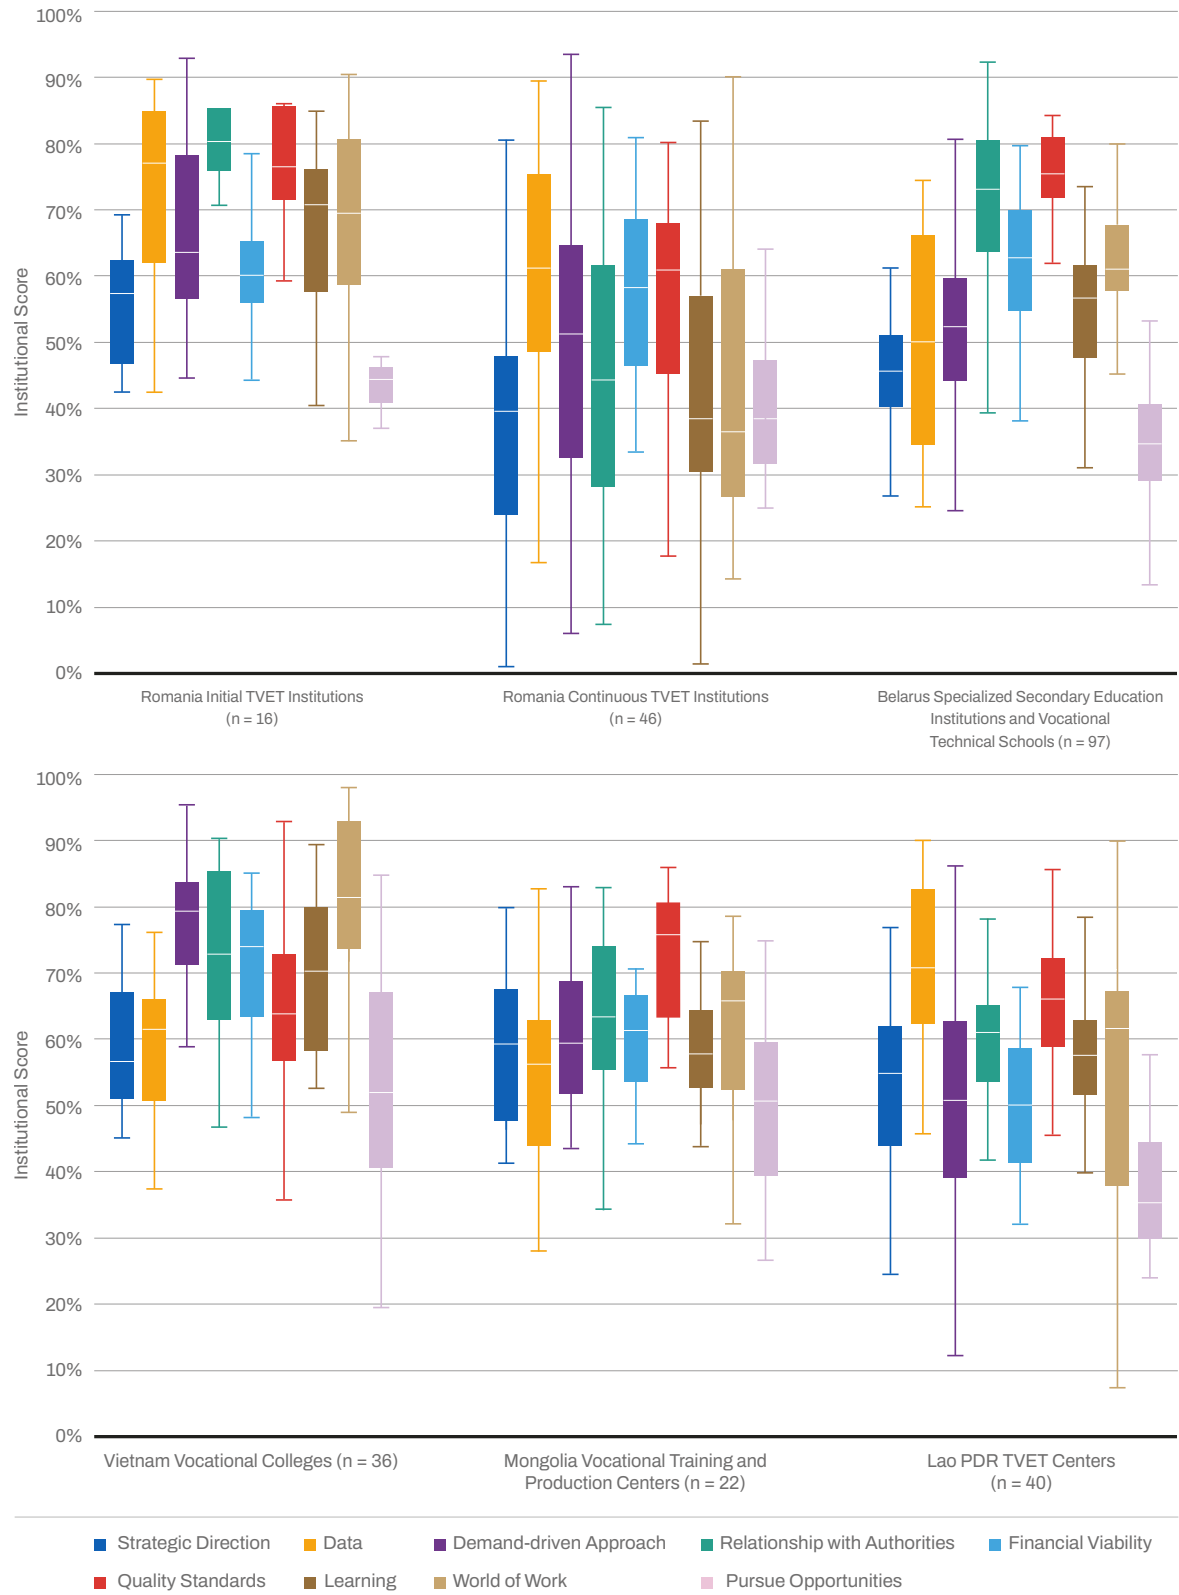 100%
90%
80%
70%
60%
50%
40%
30%
20%
10%
0%
Institutional Score
Romania Initial TVET Institutions
(n = 16)
Romania Continuous TVET Institutions
(n = 46)
Belarus Specialized Secondary Education
Institutions and Vocational
Technical Schools (n = 97)
100%
90%
80%
70%
60%
50%
40%
30%
20%
10%
0%
Institutional Score
Vietnam Vocational Colleges (n = 36)
Mongolia Vocational Training and
Production Centers (n = 22)
Lao PDR TVET Centers
(n = 40)
Strategic Direction
Data
Demand-driven Approach
Relationship with Authorities
Financial Viability
Quality Standards
Learning
World of Work
Pursue Opportunities